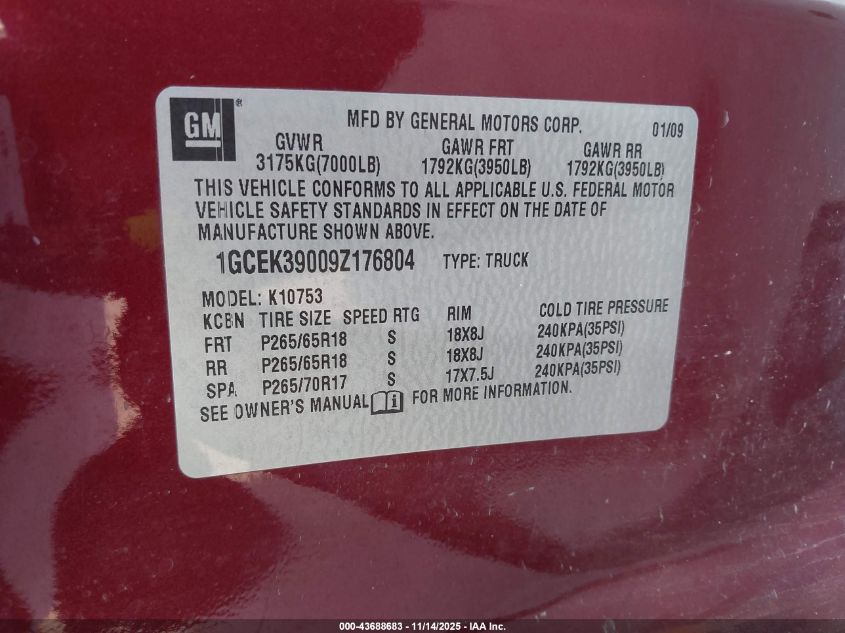 GM®
MFD BY GENERAL MOTORS CORP. 01/09
GVWR GAWR FRT GAWR RR
3175KG(7000LB) 1792KG(3950LB) 1792KG(3950LB)
THIS VEHICLE CONFORMS TO ALL APPLICABLE U.S. FEDERAL MOTOR
VEHICLE SAFETY STANDARDS IN EFFECT ON THE DATE OF
MANUFACTURE SHOWN ABOVE.
1GCEK39009Z176804 TYPE: TRUCK
MODEL: K10753
KCBN TIRE SIZE SPEED RTG RIM COLD TIRE PRESSURE
FRT P265/65R18 S 18X8J 240KPA(35PSI)
RR P265/65R18 S 18X8J 240KPA(35PSI)
SPA P265/70R17 S 17X7.5J 240KPA(35PSI)
SEE OWNER'S MANUAL i FOR MORE INFORMATION.
000-43688683 - 11/14/2025 - IAA Inc.